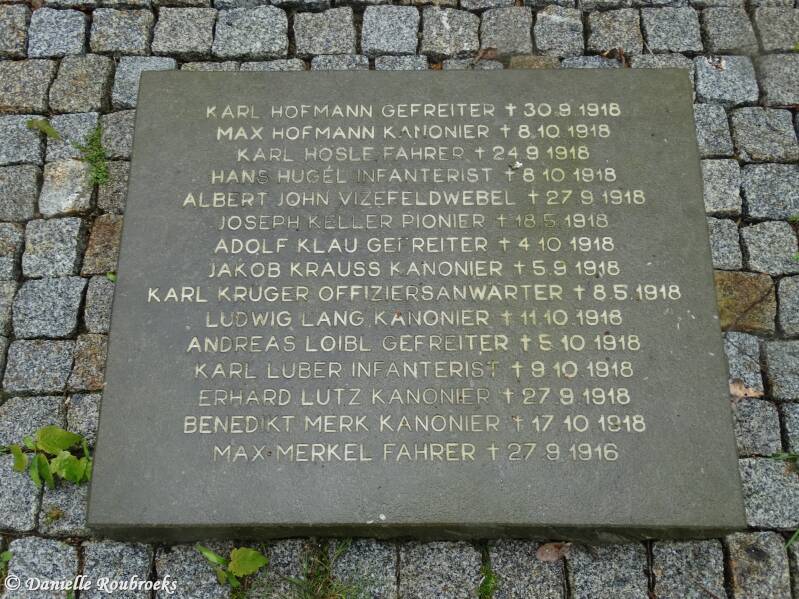 KARL HOFMANN GEFREITER † 30.9.1918
MAX HOFMANN KANONIER † 8.10.1918
KARL HÖSLE FAHRER † 24.9.1918
HANS HÜGEL INFANTERIST † 8.10.1918
ALBERT JOHN VIZEFELDWEBEL † 27.9.1918
JOSEPH KELLER PIONIER † 18.5.1918
ADOLF KLAU GEFREITER † 4.10.1918
JAKOB KRAUSS KANONIER † 5.9.1918
KARL KRÜGER OFFIZIERSANWÄRTER † 8.5.1918
LUDWIG LANG KANONIER † 11.10.1918
ANDREAS LOIBL GEFREITER † 5.10.1918
KARL LUBER INFANTERIST † 9.10.1918
ERHARD LUTZ KANONIER † 27.9.1918
BENEDIKT MERK KANONIER † 17.10.1918
MAX MERKEL FAHRER † 27.9.1916
© Danielle Roubroeks